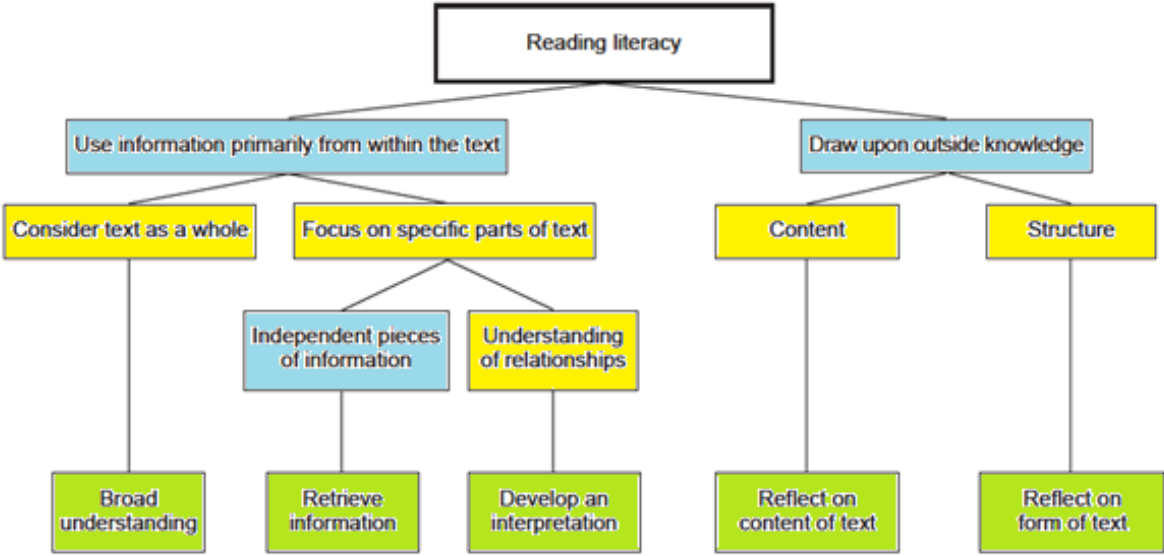 Reading literacy
Use information primarily from within the text
Draw upon outside knowledge
Consider text as a whole
Focus on specific parts of text
Content
Structure
Independent pieces
of information
Understanding
of relationships
Broad
understanding
Retrieve
information
Develop an
interpretation
Reflect on
content of text
Reflect on
form of text